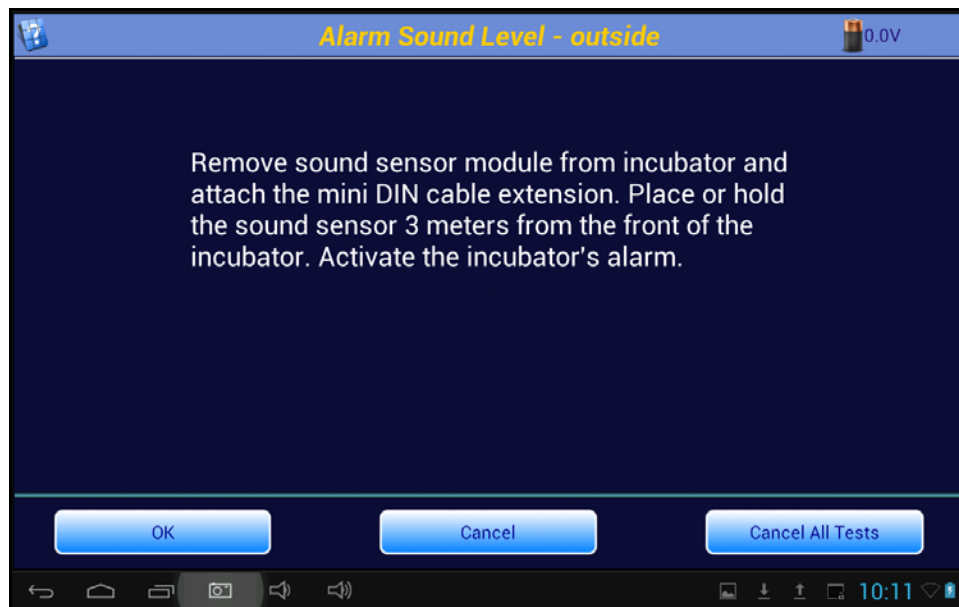 Alarm Sound Level - outside
0.0V
Remove sound sensor module from incubator and
attach the mini DIN cable extension. Place or hold
the sound sensor 3 meters from the front of the
incubator. Activate the incubator's alarm.
OK
Cancel
Cancel All Tests
10:11